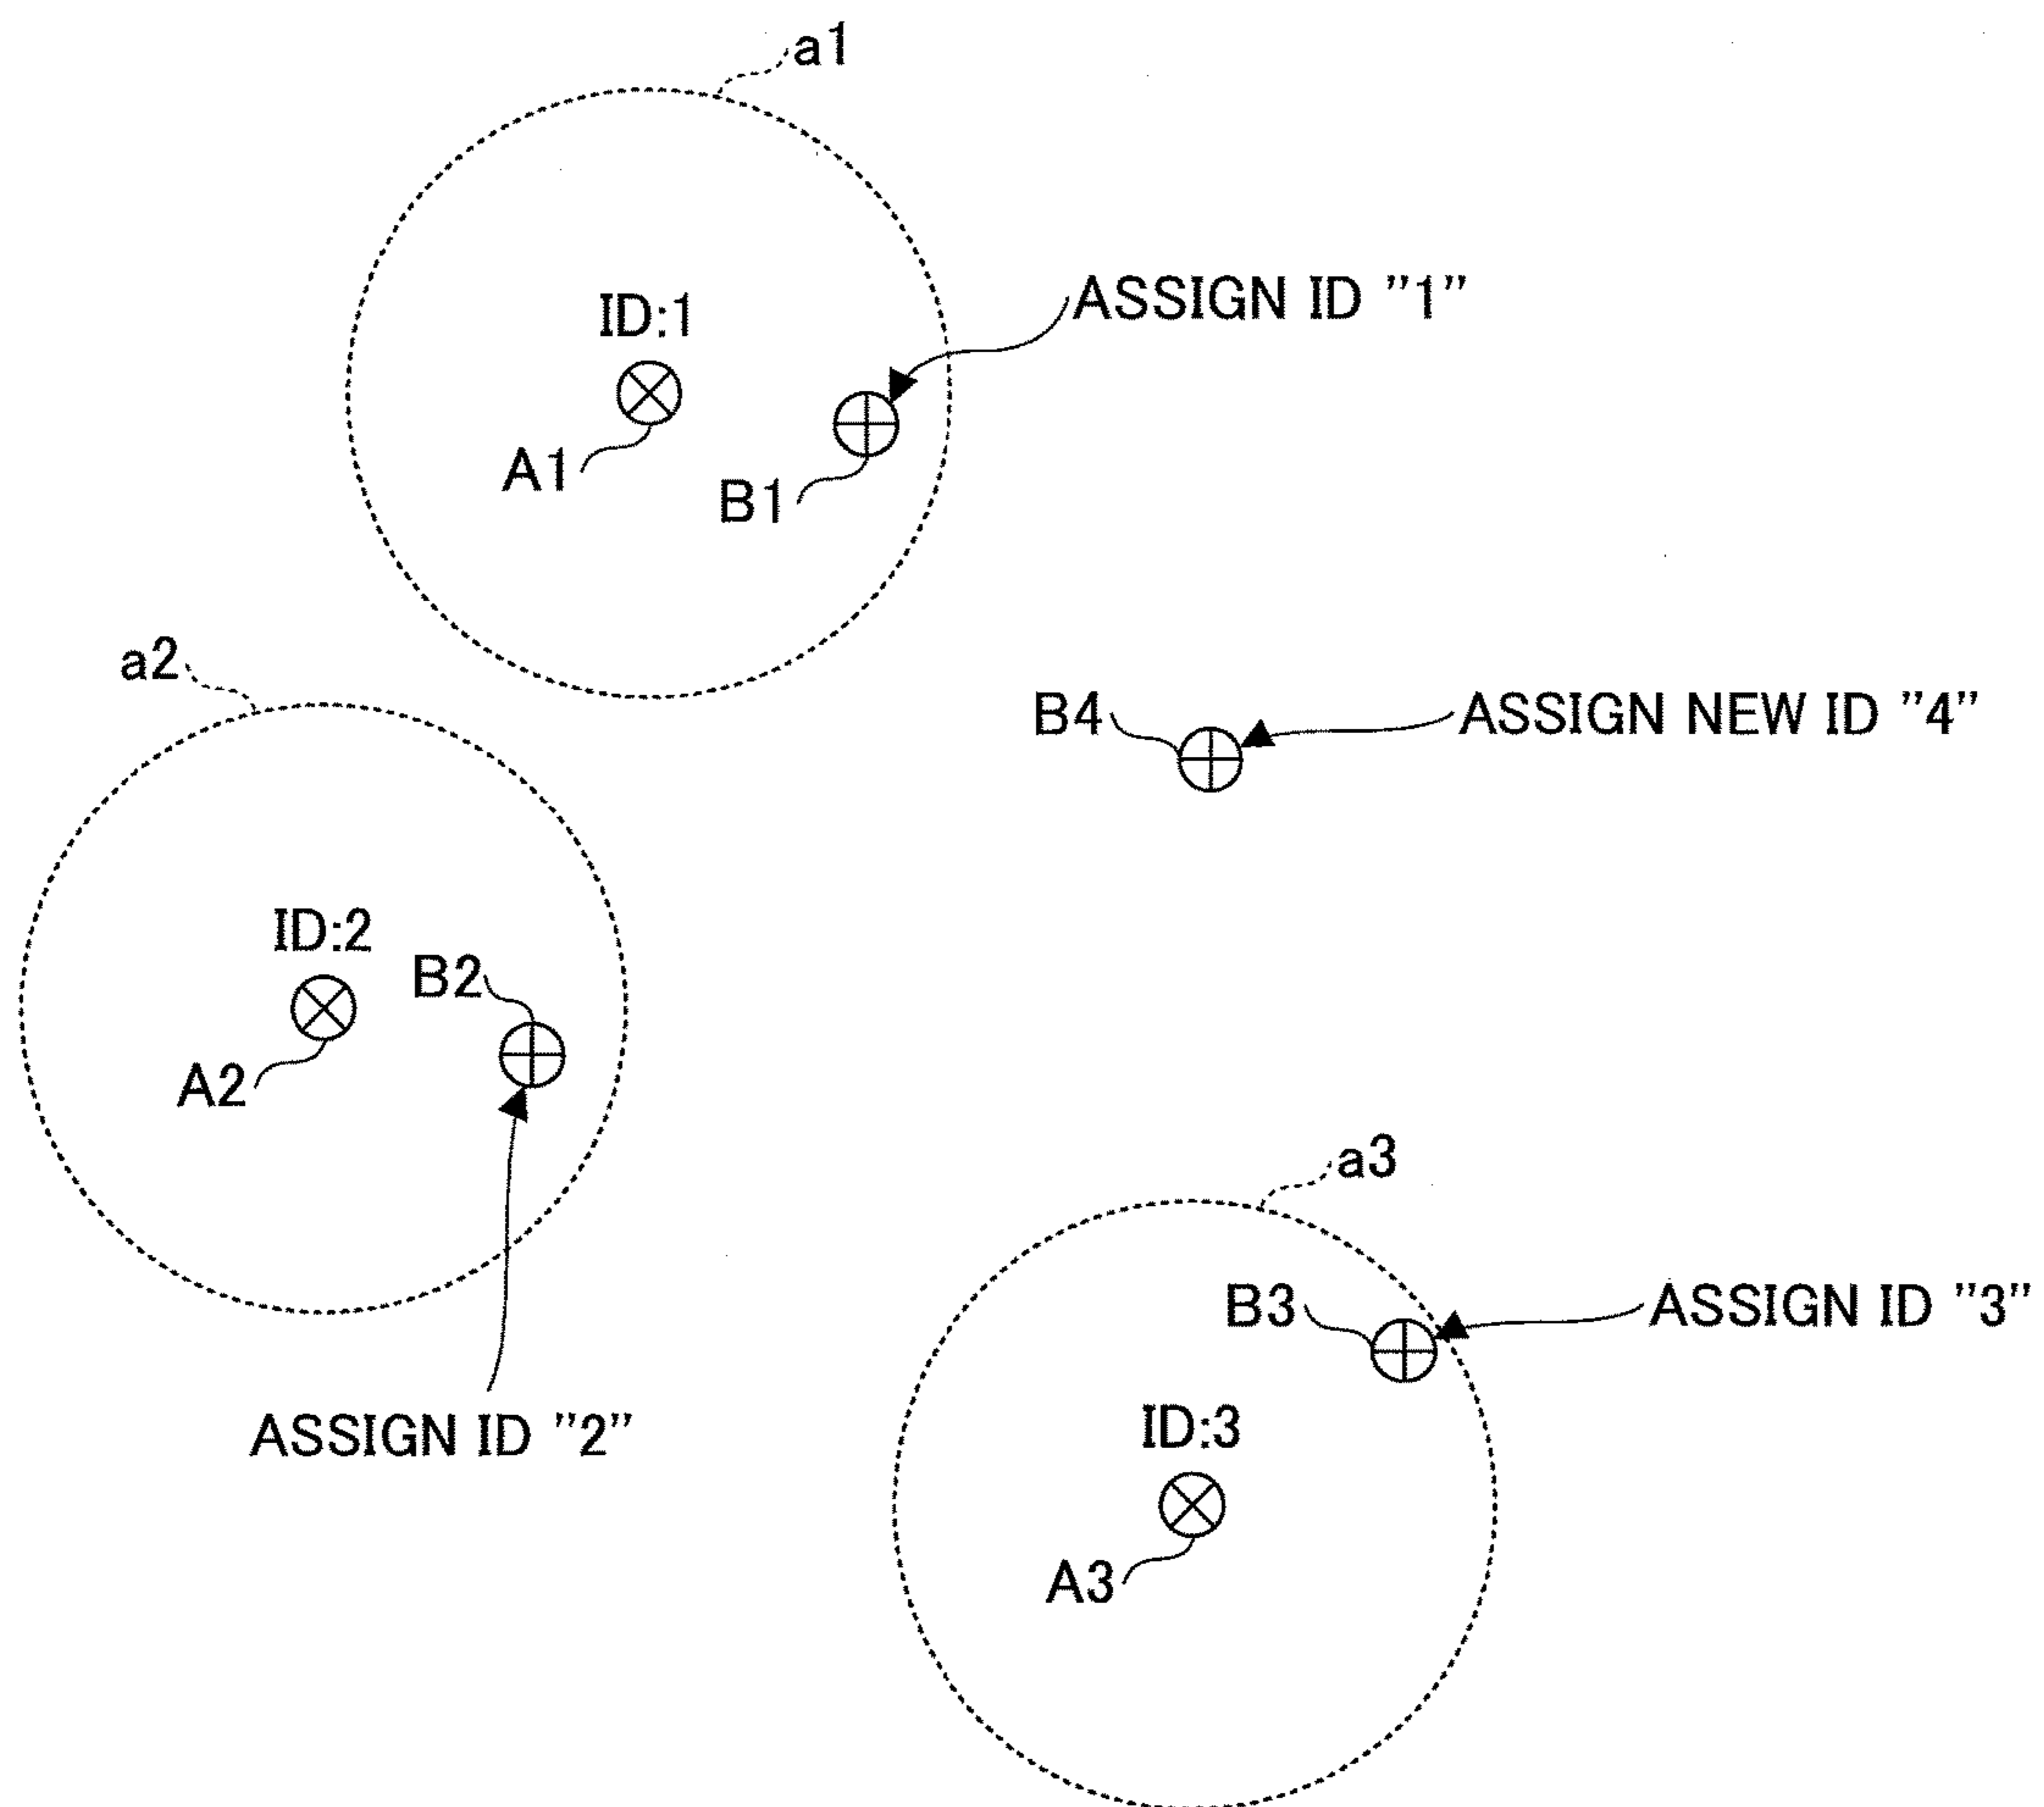 a1
ID:1
ASSIGN ID "1"
A1
B1
a2
B4
ASSIGN NEW ID "4"
ID:2
B2
A2
a3
B3
ASSIGN ID "3"
ASSIGN ID "2"
ID:3
A3